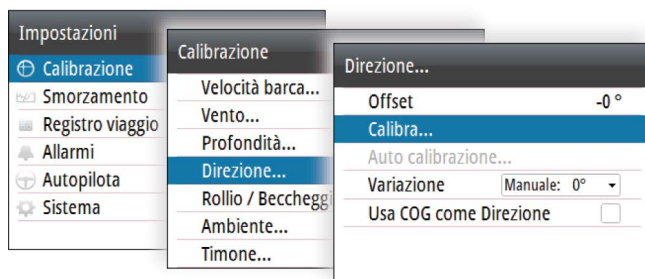 Impostazioni
Calibrazione
Smorzamento
Registro viaggio
Allarmi
Autopilota
Sistema
Calibrazione
Velocità barca...
Vento...
Profondità...
Direzione...
Rollio / Beccheggi
Ambiente...
Timone...
Direzione...
Offset -0 °
Calibra...
Auto calibrazione...
Variazione Manuale: 0°
Usa COG come Direzione